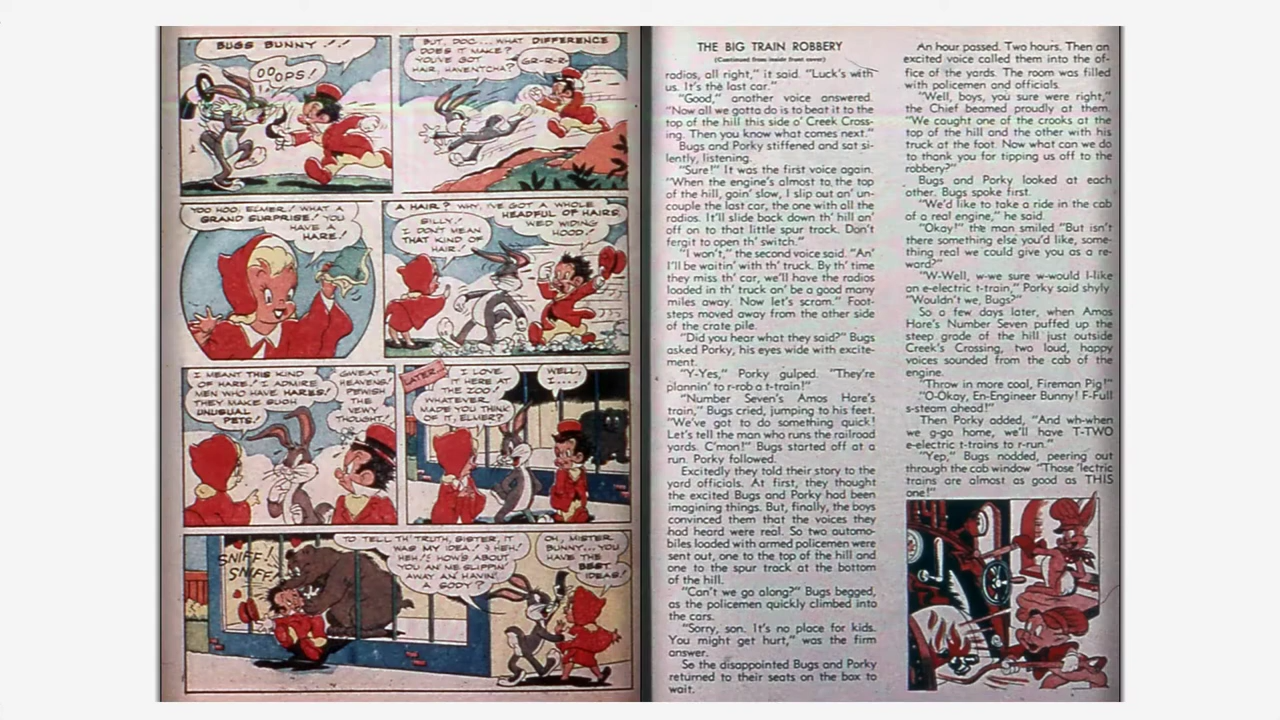 BUGS BUNNY!!!
OOOPS!
BUT, DOC... WHAT DIFFERENCE
DOES IT MAKE?
YOU'VE GOT
HAIR, HAVENTCHA?
GR-R-R
YOO HOO, ELMER! WHAT A
GRAND SURPRISE! YOU
HAVE A
HARE!
A HAIR? WHY, I'VE GOT A WHOLE
HEADFUL OF HAIRS,
WED WIDING
HOOD!
SILLY!
I DON'T MEAN
THAT KIND OF
HAIR!
I MEANT THIS KIND
OF HARE! I ADMIRE
MEN WHO HAVE HARES!
THEY MAKE SUCH
UNUSUAL
PETS!
GWEAT
HEAVENS!
PEWISH
THE
VEWY
THOUGHT!
LATER:
I LOVE
IT HERE AT
THE ZOO!
WHATEVER
MADE YOU THINK
OF IT, ELMER?
WELL,
I....
SNIFF!
SNIFF!
TO TELL TH' TRUTH, SISTER, IT
WAS MY IDEA! HEH!
HEH! HOW'S ABOUT
YOU AN' ME SLIPPIN'
AWAY AN' HAVIN'
A SODY?
OH, MISTER
BUNNY... YOU
HAVE THE
BEST
IDEAS!
THE BIG TRAIN ROBBERY
(Continued from inside front cover)
radios, all right," it said. "Luck's with
us. It's the last car."
"Good," another voice answered.
"Now all we gotta do is to beat it to the
top of the hill this side o' Creek Cross-
ing. Then you know what comes next."
Bugs and Porky stiffened and sat si-
lently, listening.
"Sure!" It was the first voice again.
"When the engine's almost to the top
of the hill, goin' slow, I slip out an' un-
couple the last car, the one with all the
radios. It'll slide back down th' hill an'
off on to that little spur track. Don't
fergit to open th' switch."
"I won't," the second voice said. "An'
I'll be waitin' with th' truck. By th' time
they miss th' car, we'll have the radios
loaded in th' truck an' be a good many
miles away. Now let's scram." Foot-
steps moved away from the other side
of the crate pile.
"Did you hear what they said?" Bugs
asked Porky, his eyes wide with excite-
ment.
"Y-Yes," Porky gulped. "They're
plannin' to r-rob a t-train!"
"Number Seven's Amos Hare's
train," Bugs cried, jumping to his feet.
"We've got to do something quick!
Let's tell the man who runs the railroad
yards. C'mon!" Bugs started off at a
run. Porky followed.
Excitedly they told their story to the
yard officials. At first, they thought
the excited Bugs and Porky had been
imagining things. But, finally, the boys
convinced them that the voices they
had heard were real. So two automo-
biles loaded with armed policemen were
sent out, one to the top of the hill and
one to the spur track at the bottom
of the hill.
"Can't we go along?" Bugs begged,
as the policemen quickly climbed into
the cars.
"Sorry, son. It's no place for kids.
You might get hurt," was the firm
answer.
So the disappointed Bugs and Porky
returned to their seats on the box to
wait.
An hour passed. Two hours. Then an
excited voice called them into the of-
fice of the yards. The room was filled
with policemen and officials.
"Well, boys, you sure were right,"
the Chief beamed proudly at them.
"We caught one of the crooks at the
top of the hill and the other with his
truck at the foot. Now what can we do
to thank you for tipping us off to the
robbery?"
Bugs and Porky looked at each
other. Bugs spoke first.
"We'd like to take a ride in the cab
of a real engine," he said.
"Okay!" the man smiled "But isn't
there something else you'd like, some-
thing real we could give you as a re-
ward?"
"W-Well, w-we sure w-would l-like
an e-electric t-train," Porky said shyly
"Wouldn't we, Bugs?"
So a few days later, when Amos
Hare's Number Seven puffed up the
steep grade of the hill just outside
Creek's Crossing, two loud, happy
voices sounded from the cab of the
engine.
"Throw in more coal, Fireman Pig!"
"O-Okay, En-Engineer Bunny! F-Full
s-steam ahead!"
Then Porky added, "And wh-when
we g-go home, we'll have T-TWO
e-electric t-trains to r-run."
"Yep," Bugs nodded, peering out
through the cab window "Those 'lectric
trains are almost as good as THIS
one!"